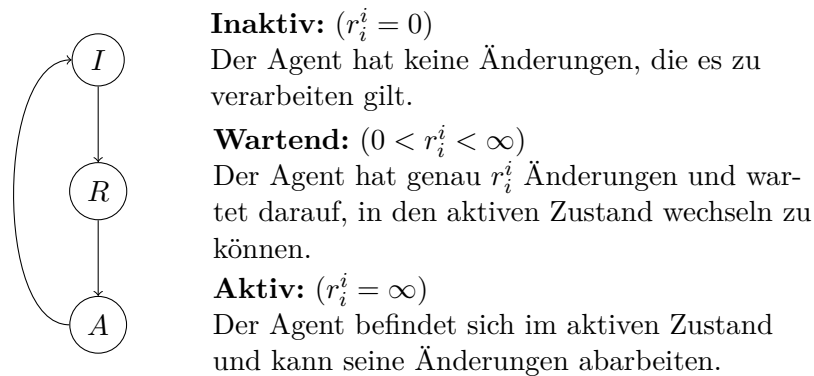 I
Inaktiv: (r_i^i = 0)
Der Agent hat keine Änderungen, die es zu
verarbeiten gilt.
R
Wartend: (0 < r_i^i < ∞)
Der Agent hat genau r_i^i Änderungen und war-
tet darauf, in den aktiven Zustand wechseln zu
können.
A
Aktiv: (r_i^i = ∞)
Der Agent befindet sich im aktiven Zustand
und kann seine Änderungen abarbeiten.